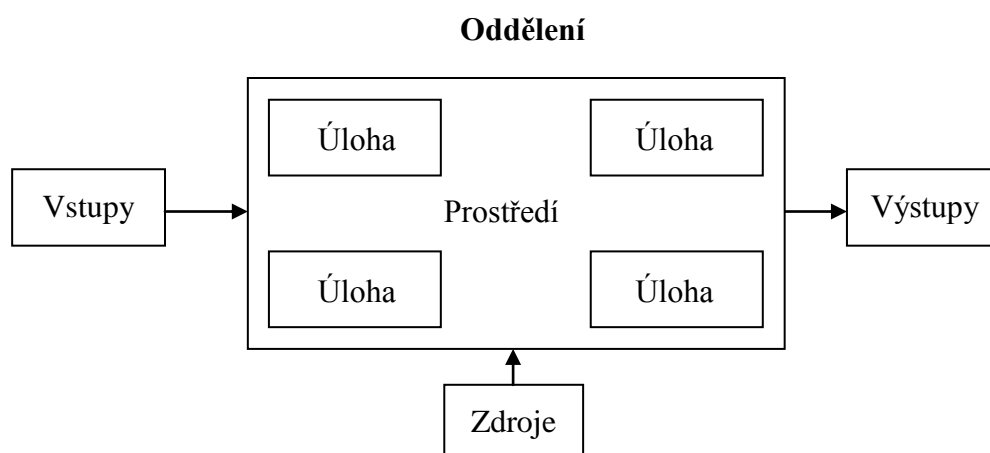 Oddělení
Úloha
Úloha
Vstupy
Prostředí
Výstupy
Úloha
Úloha
Zdroje